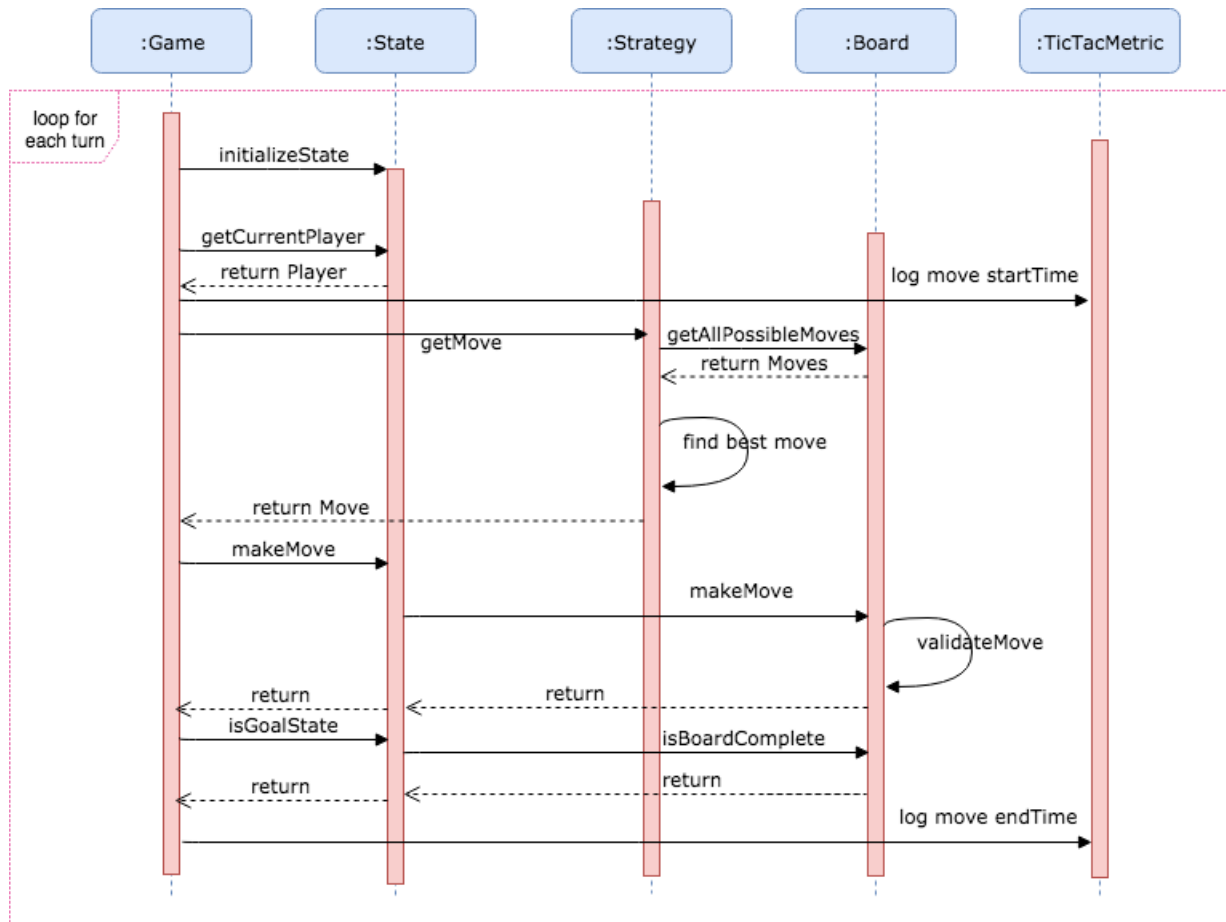 :Game
:State
:Strategy
:Board
:TicTacMetric
loop for
each turn
initializeState
getCurrentPlayer
return Player
log move startTime
getMove
getAllPossibleMoves
return Moves
find best move
return Move
makeMove
makeMove
validateMove
return
return
isGoalState
isBoardComplete
return
return
log move endTime